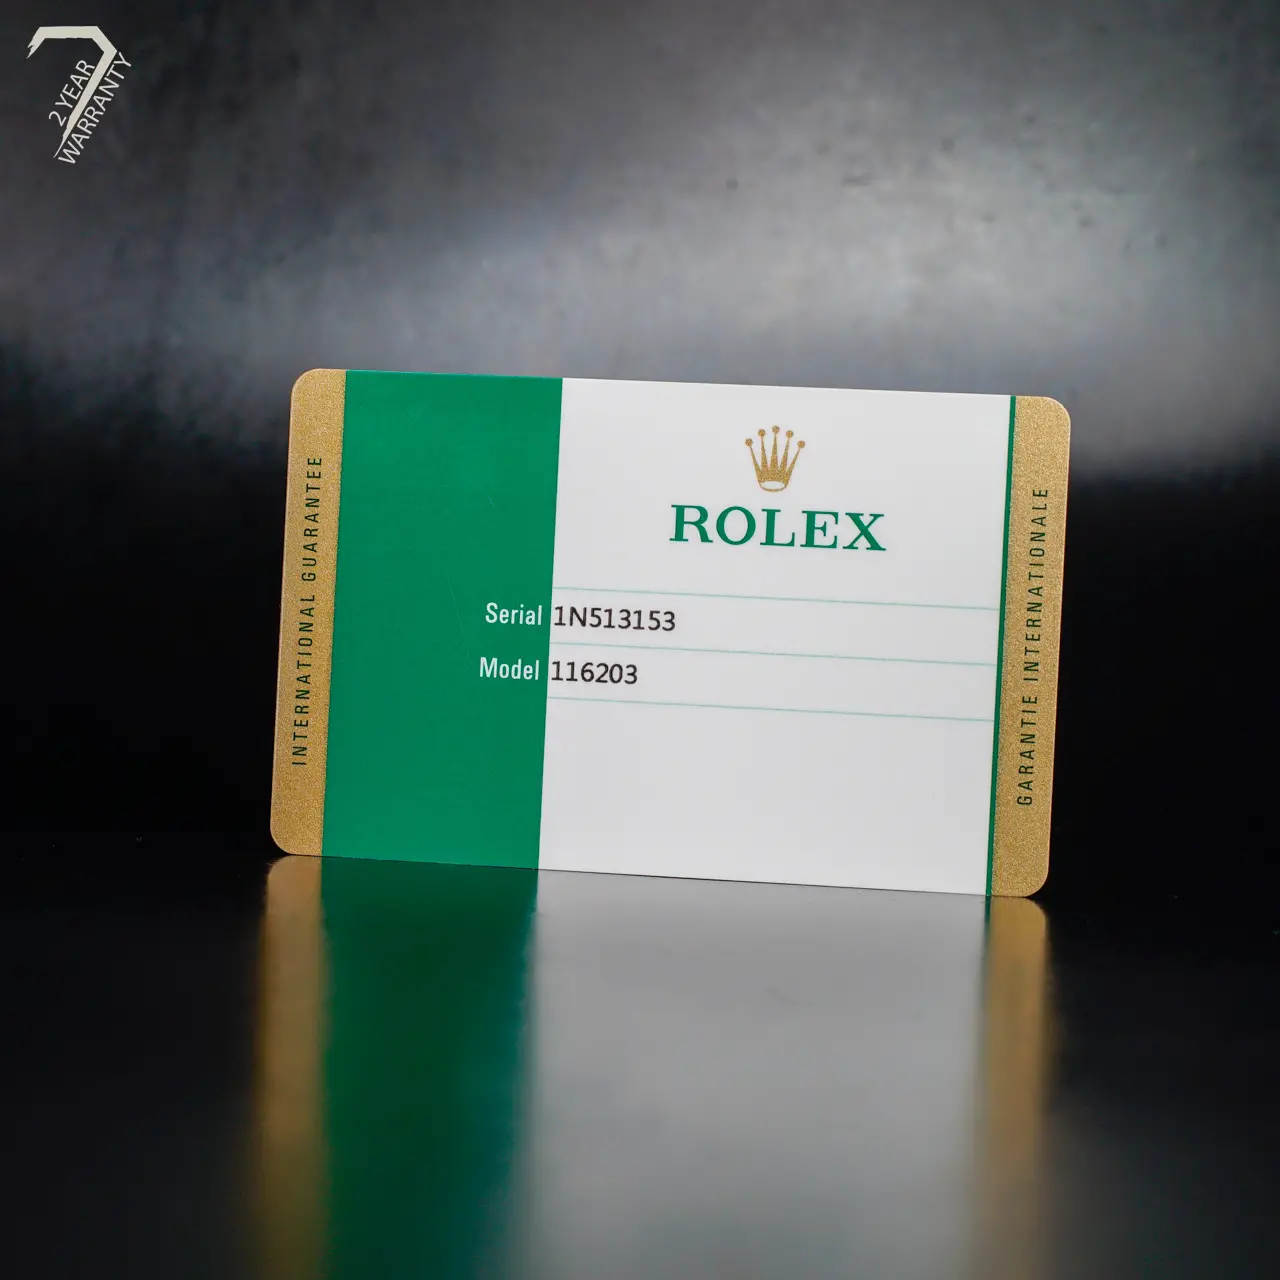 2 YEAR
WARRANTY
INTERNATIONAL GUARANTEE
ROLEX
Serial 1N513153
Model 116203
GARANTIE INTERNATIONALE